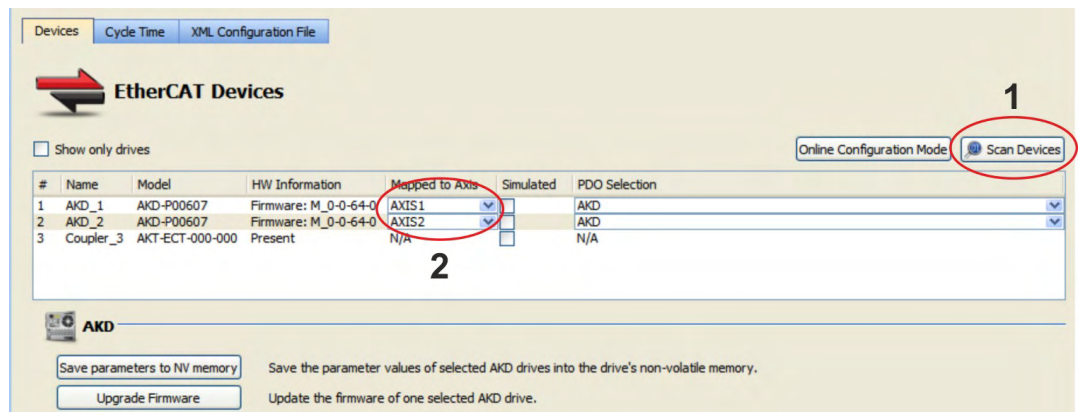 Devices Cycle Time XML Configuration File
EtherCAT Devices
1
Show only drives
Online Configuration Mode Scan Devices
# Name Model HW Information Mapped to Axis Simulated PDO Selection
1 AKD_1 AKD-P00607 Firmware: M_0-0-64-0 AXIS1 AKD
2 AKD_2 AKD-P00607 Firmware: M_0-0-64-0 AXIS2 AKD
3 Coupler_3 AKT-ECT-000-000 Present N/A N/A
2
AKD
Save parameters to NV memory Save the parameter values of selected AKD drives into the drive's non-volatile memory.
Upgrade Firmware Update the firmware of one selected AKD drive.